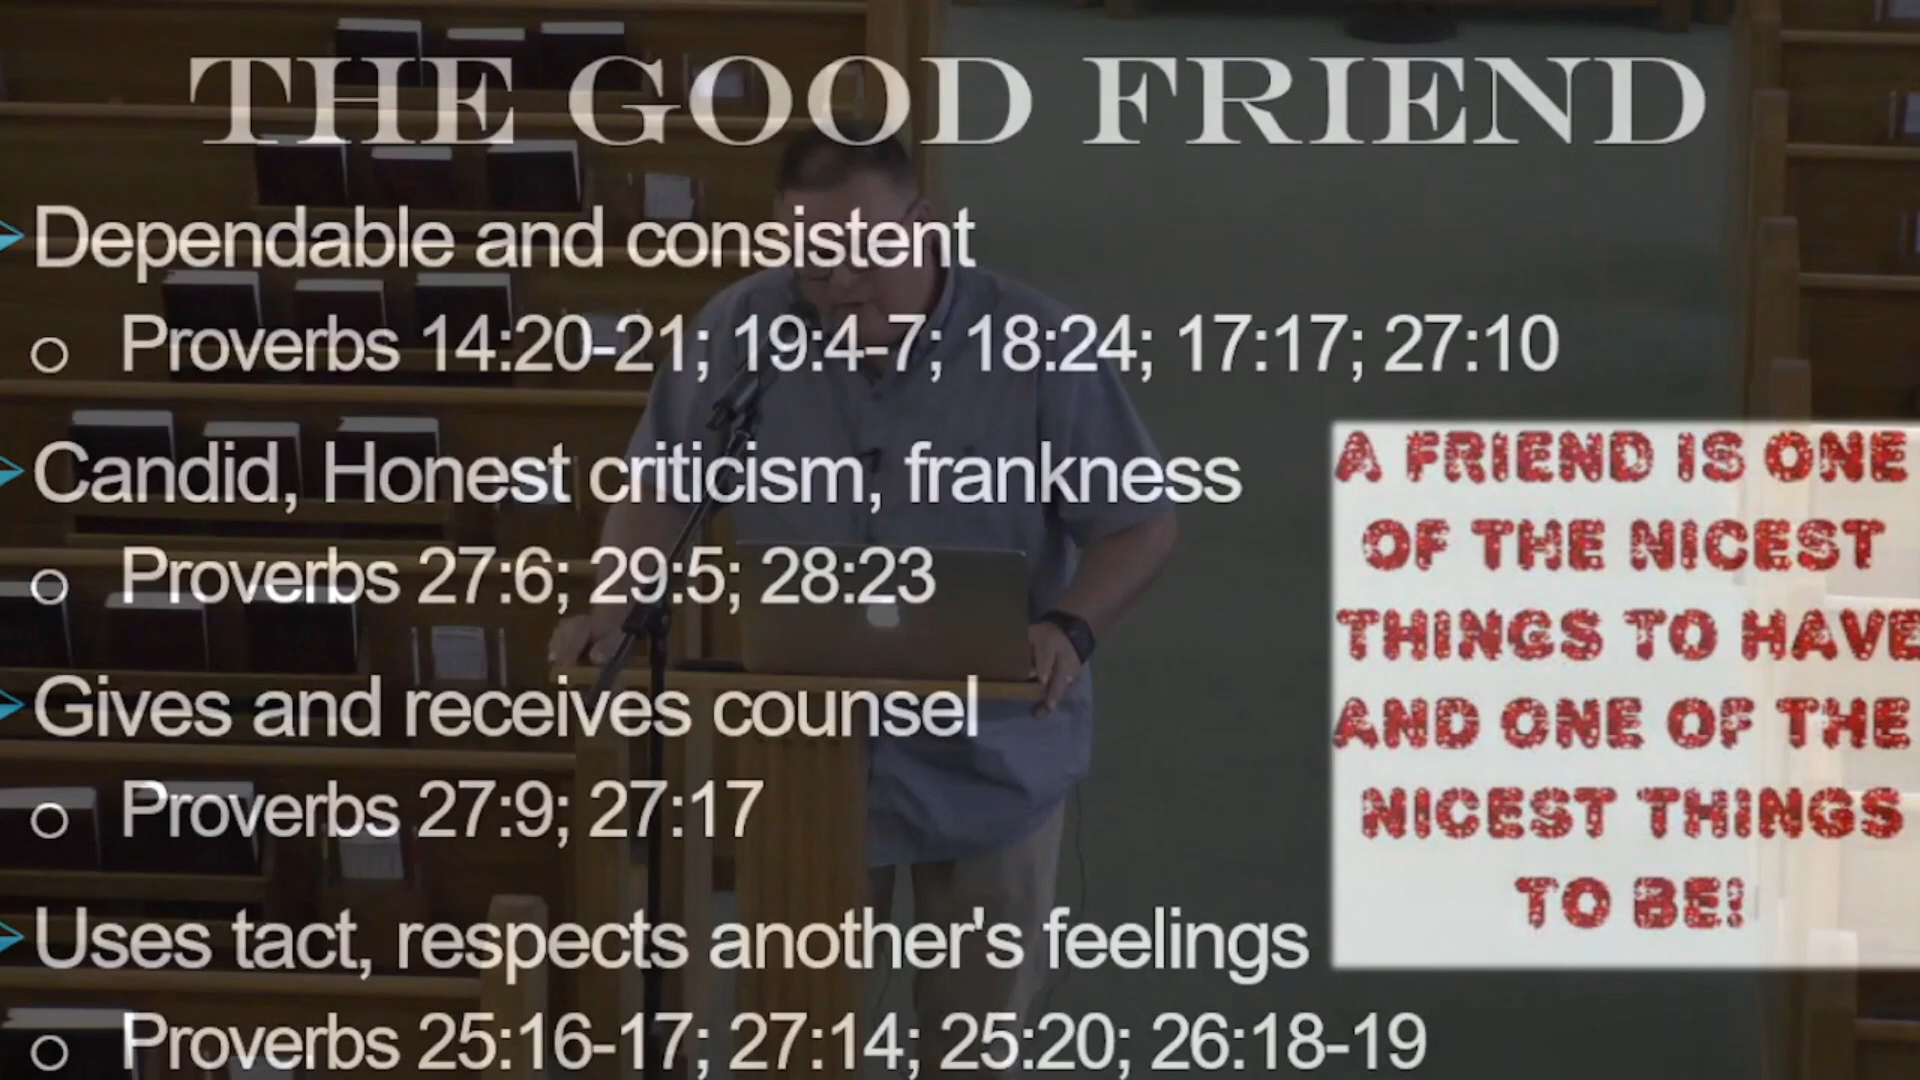 THE GOOD FRIEND
Dependable and consistent
Proverbs 14:20-21; 19:4-7; 18:24; 17:17; 27:10
Candid, Honest criticism, frankness
Proverbs 27:6; 29:5; 28:23
Gives and receives counsel
Proverbs 27:9; 27:17
Uses tact, respects another's feelings
Proverbs 25:16-17; 27:14; 25:20; 26:18-19
A FRIEND IS ONE
OF THE NICEST
THINGS TO HAVE
AND ONE OF THE
NICEST THINGS
TO BE!